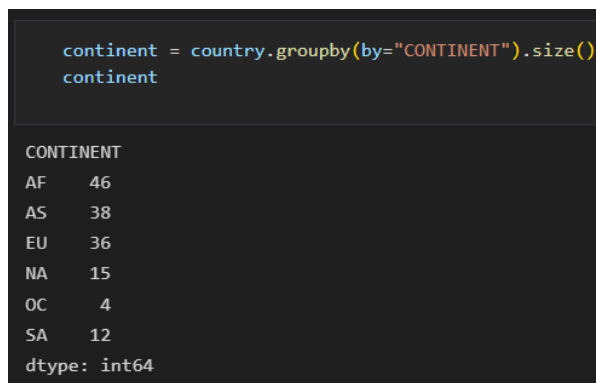 continent = country.groupby(by="CONTINENT").size()
continent
CONTINENT
AF 46
AS 38
EU 36
NA 15
OC 4
SA 12
dtype: int64